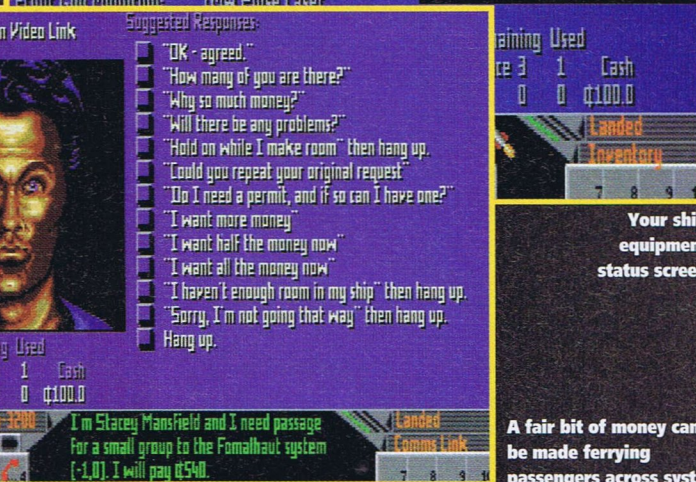 n Video Link
Suggested Responses:
"OK - agreed."
"How many of you are there?"
"Why so much money?"
"Will there be any problems?"
"Hold on while I make room" then hang up.
"Could you repeat your original request"
"Do I need a permit, and if so can I have one?"
"I want more money"
"I want half the money now"
"I want all the money now"
"I haven't enough room in my ship" then hang up.
"Sorry, I'm not going that way" then hang up.
Hang up.
g Used
1 Cash
0 ₵100.0
-3200
I'm Stacey Mansfield and I need passage
for a small group to the Fomalhaut system
[-1,0]. I will pay ₵540.
Landed
Comms Link
7 8 9 10
aining Used
ce 3 1 Cash
0 0 ₵100.0
Landed
Inventory
7 8 9
Your shi
equipmen
status scree
A fair bit of money can
be made ferrying
passengers across syst